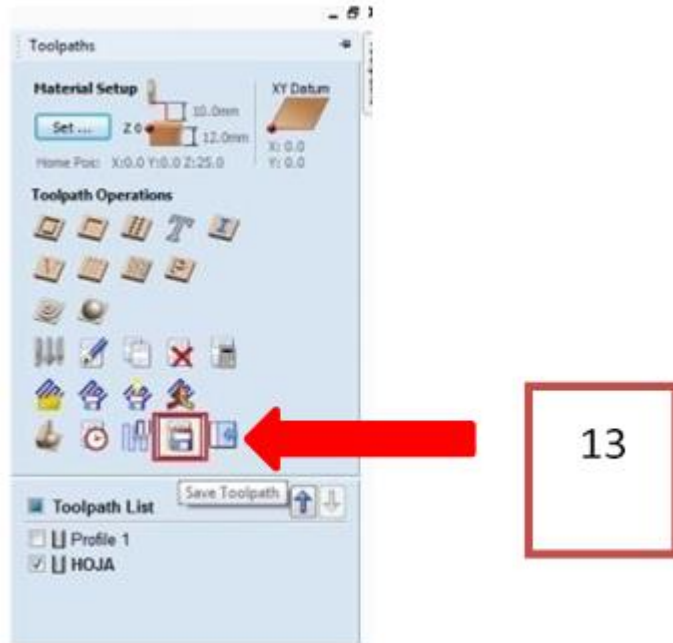 Toolpaths
Material Setup
XY Datum
10.0mm
Set ...
Z 0
12.0mm
X: 0.0
Home Pos: X:0.0 Y:0.0 Z:25.0
Y: 0.0
Toolpath Operations
13
Save Toolpath
Toolpath List
Profile 1
HOJA